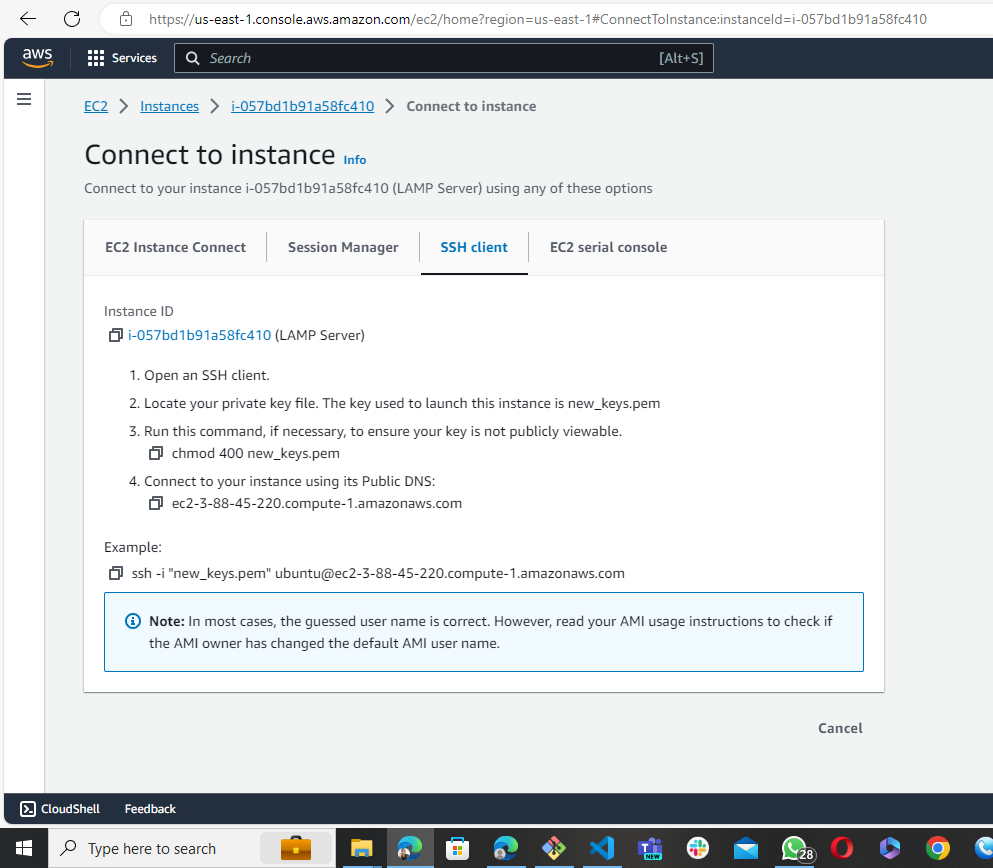 https://us-east-1.console.aws.amazon.com/ec2/home?region=us-east-1#ConnectToInstance:instanceId=i-057bd1b91a58fc410
aws
Services
Search
[Alt+S]
EC2
Instances
i-057bd1b91a58fc410
Connect to instance
Connect to instance Info
Connect to your instance i-057bd1b91a58fc410 (LAMP Server) using any of these options
EC2 Instance Connect
Session Manager
SSH client
EC2 serial console
Instance ID
i-057bd1b91a58fc410 (LAMP Server)
1. Open an SSH client.
2. Locate your private key file. The key used to launch this instance is new_keys.pem
3. Run this command, if necessary, to ensure your key is not publicly viewable.
chmod 400 new_keys.pem
4. Connect to your instance using its Public DNS:
ec2-3-88-45-220.compute-1.amazonaws.com
Example:
ssh -i "new_keys.pem" ubuntu@ec2-3-88-45-220.compute-1.amazonaws.com
Note: In most cases, the guessed user name is correct. However, read your AMI usage instructions to check if
the AMI owner has changed the default AMI user name.
Cancel
CloudShell
Feedback
Type here to search
NEW
28